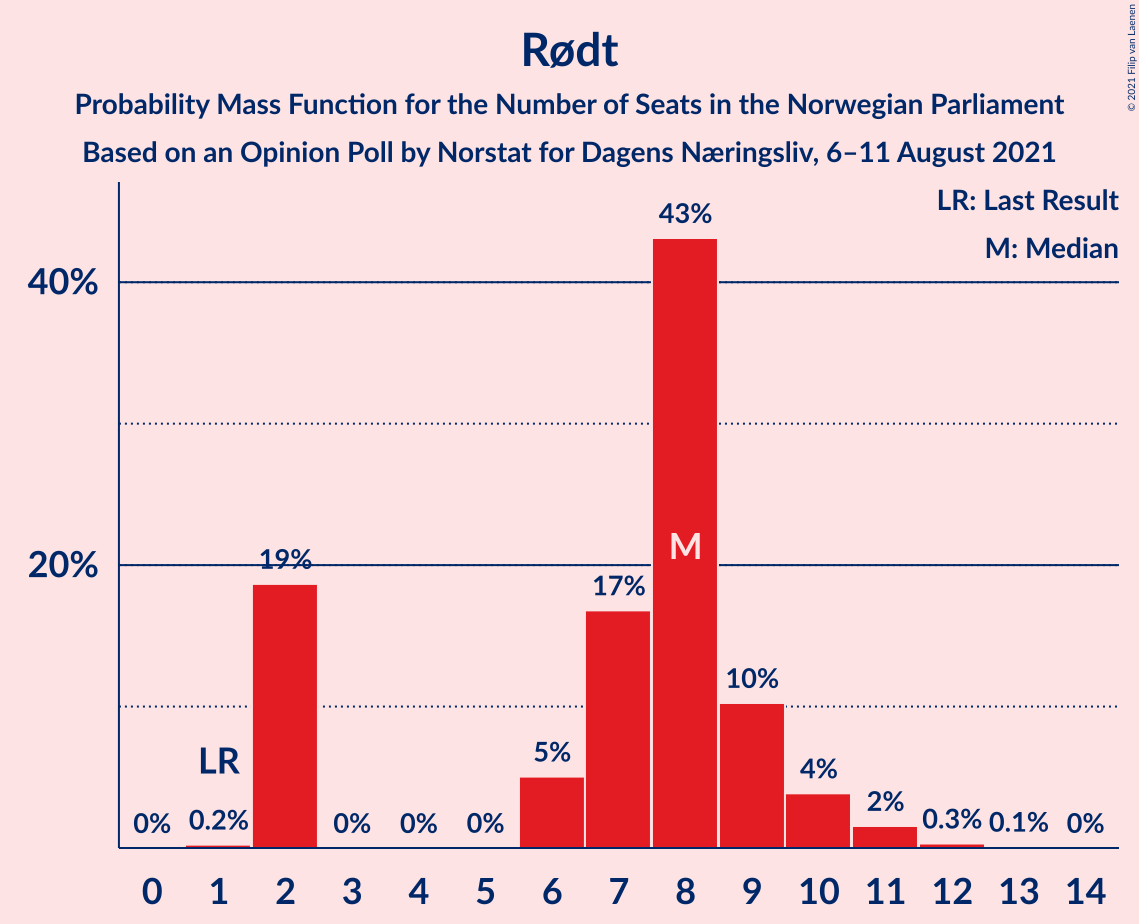 Rødt
Probability Mass Function for the Number of Seats in the Norwegian Parliament
Based on an Opinion Poll by Norstat for Dagens Næringsliv, 6–11 August 2021
© 2021 Filip van Laenen
LR: Last Result
M: Median
43%
40%
M
20%
19%
17%
10%
LR
5%
4%
2%
0% 0.2% 0% 0% 0% 0.3% 0.1% 0%
0 1 2 3 4 5 6 7 8 9 10 11 12 13 14